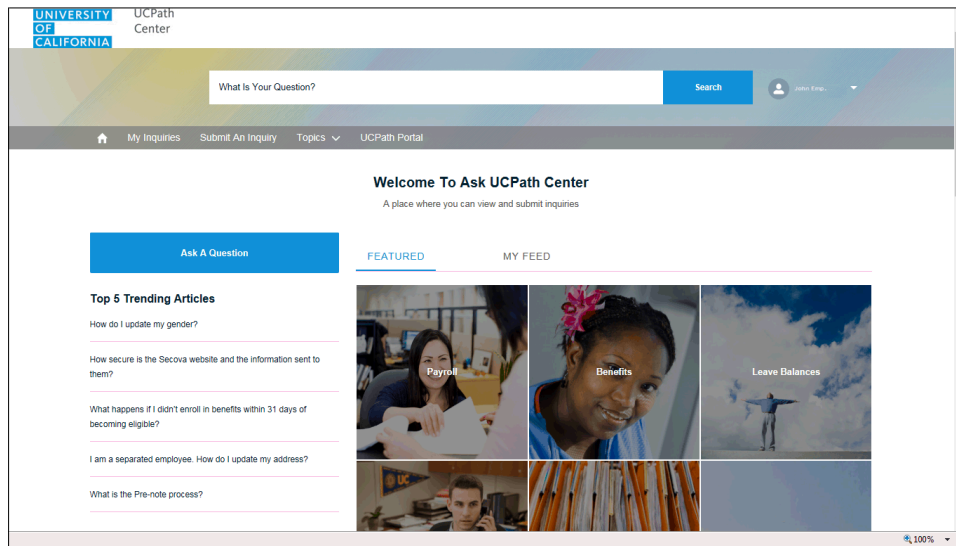 UNIVERSITY
OF
CALIFORNIA
UCPath
Center
What Is Your Question?
Search
John Emp..
My Inquiries
Submit An Inquiry
Topics
UCPath Portal
Welcome To Ask UCPath Center
A place where you can view and submit inquiries
Ask A Question
FEATURED
MY FEED
Top 5 Trending Articles
How do I update my gender?
How secure is the Secova website and the information sent to
them?
What happens if I didn't enroll in benefits within 31 days of
becoming eligible?
I am a separated employee. How do I update my address?
What is the Pre-note process?
Payroll
Benefits
Leave Balances
UC
100%